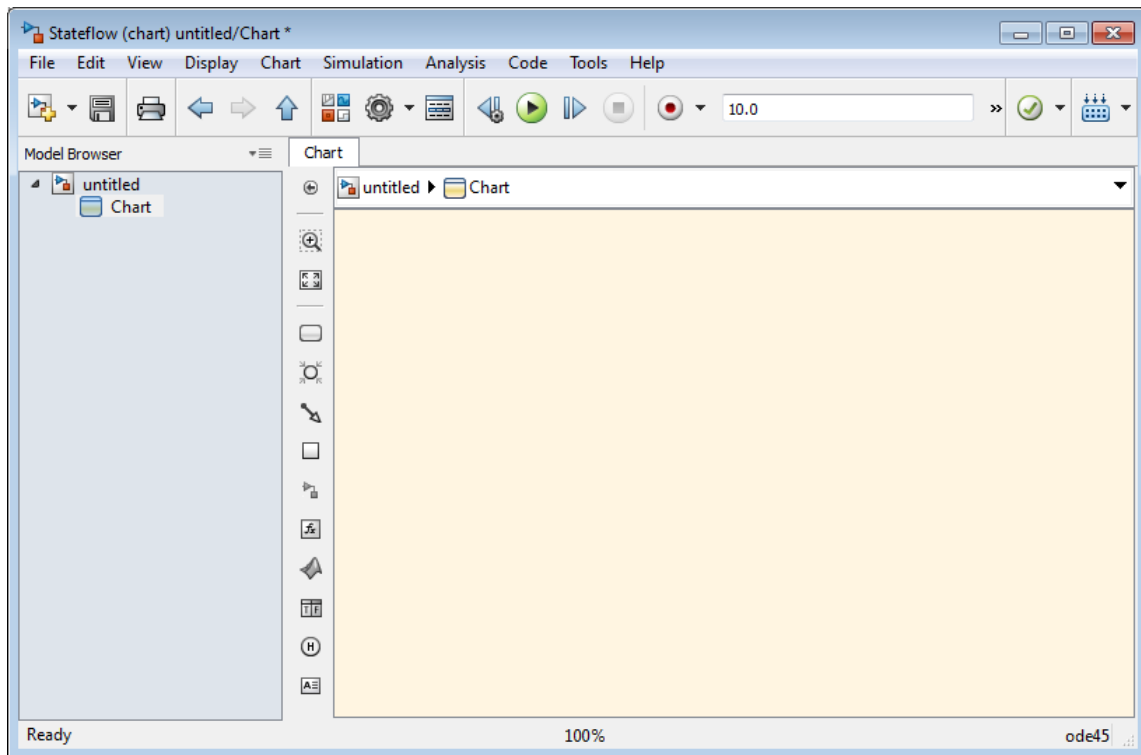 Stateflow (chart) untitled/Chart *
File Edit View Display Chart Simulation Analysis Code Tools Help
10.0 »
Model Browser
Chart
untitled
Chart
untitled Chart
fx
T F
H
A
Ready 100% ode45